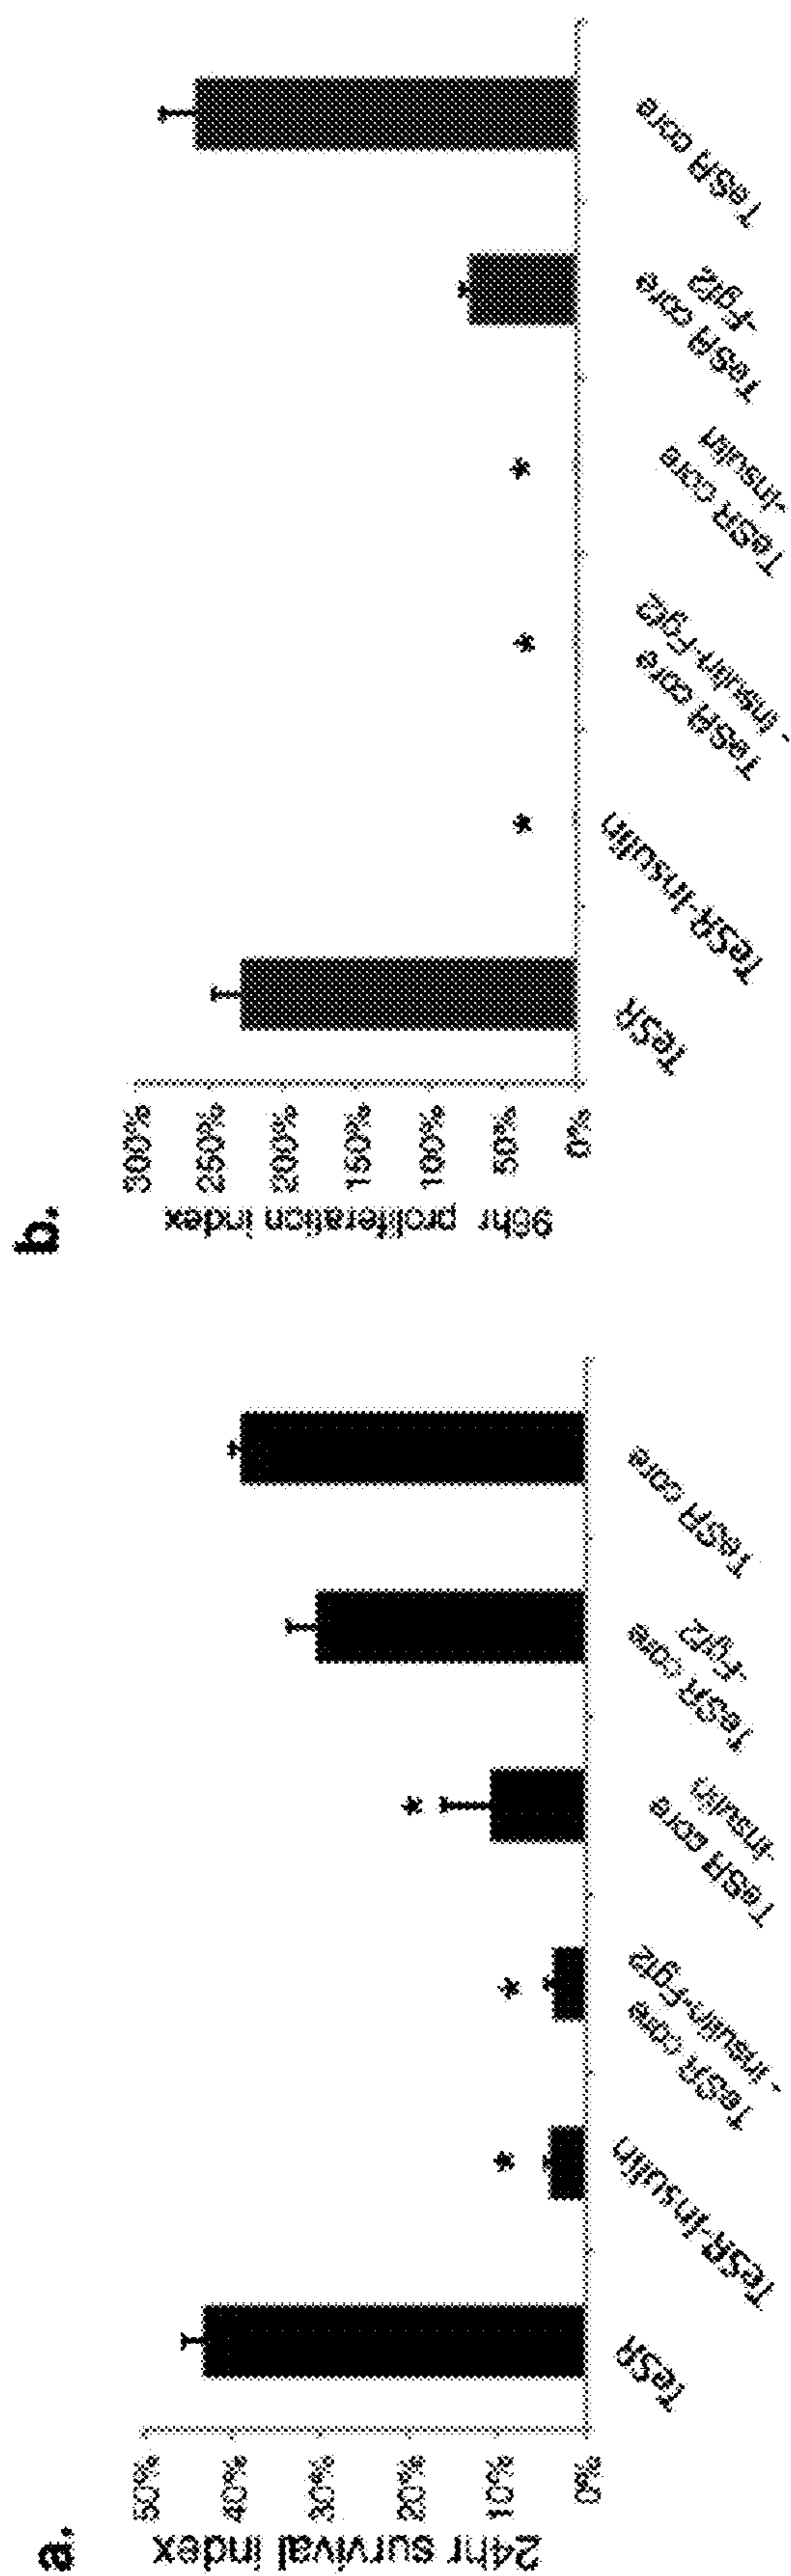 a.
24hr survival index
50%
40%
30%
20%
10%
0%
TeSR
TeSR-Insulin
TeSR core
- Insulin-Fgf2
TeSR core
-Insulin
TeSR core
-Fgf2
TeSR core
*
*
*
b.
96hr proliferation index
300%
250%
200%
150%
100%
50%
0%
TeSR
TeSR-Insulin
TeSR core
- Insulin-Fgf2
TeSR core
-Insulin
TeSR core
-Fgf2
TeSR core
*
*
*